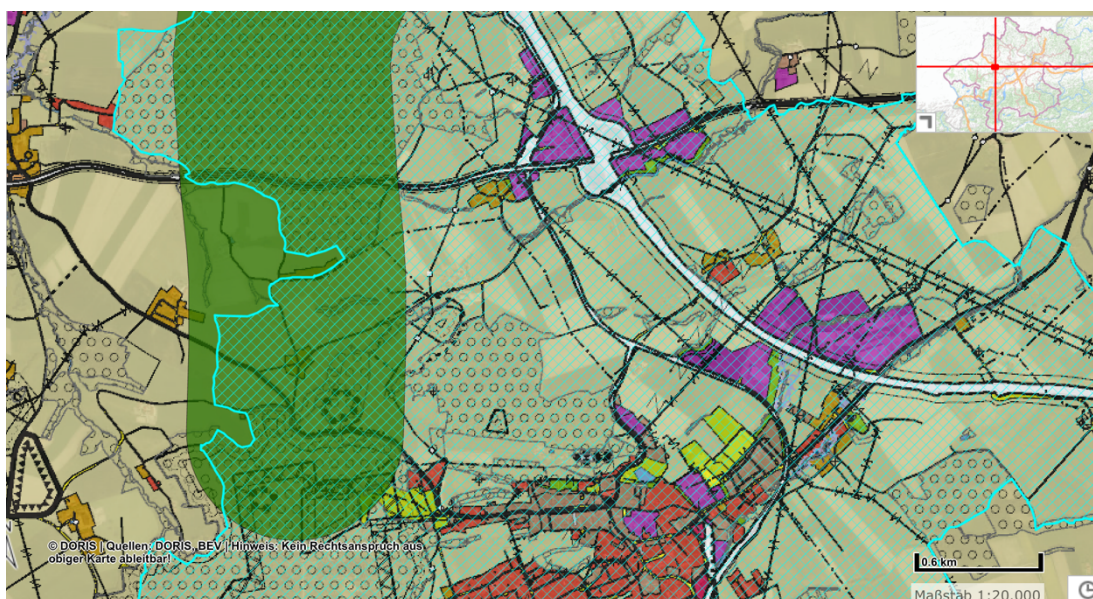 © DORIS | Quellen: DORIS, BEV | Hinweis: Kein Rechtsanspruch aus
obiger Karte ableitbar!
0.6 km
Maßstab 1:20.000